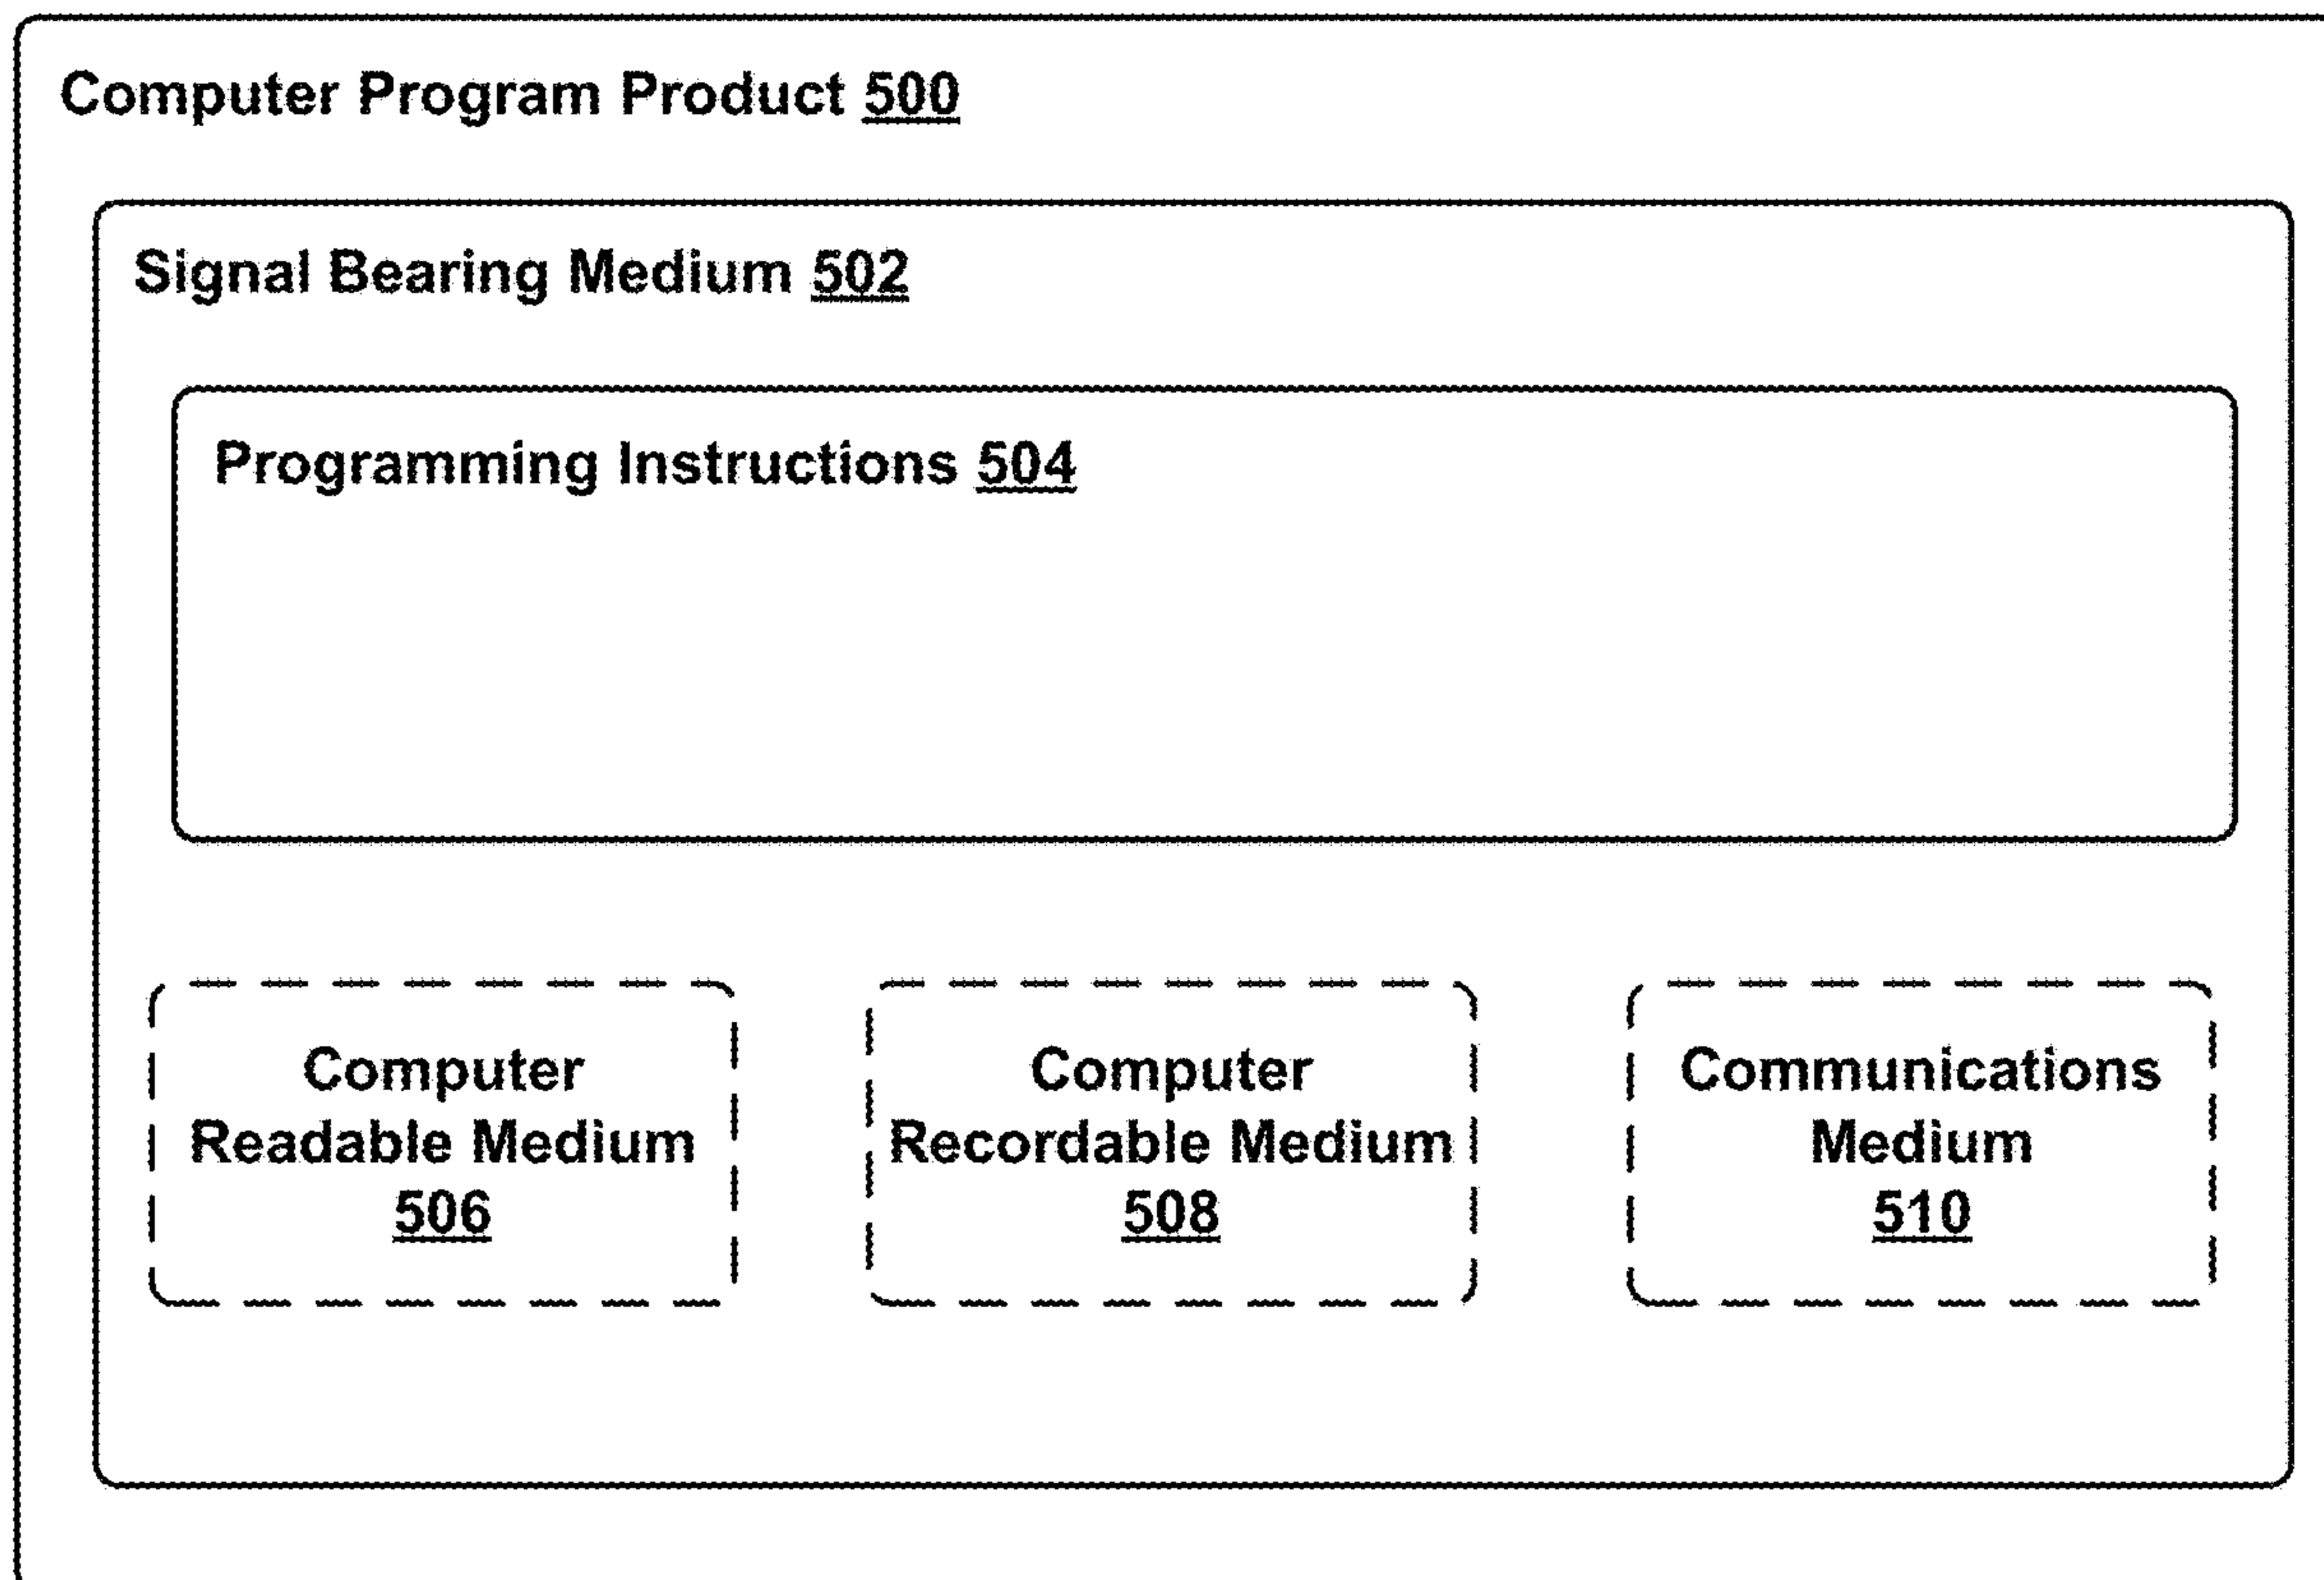 Computer Program Product 500
Signal Bearing Medium 502
Programming Instructions 504
Computer
Readable Medium
506
Computer
Recordable Medium
508
Communications
Medium
510